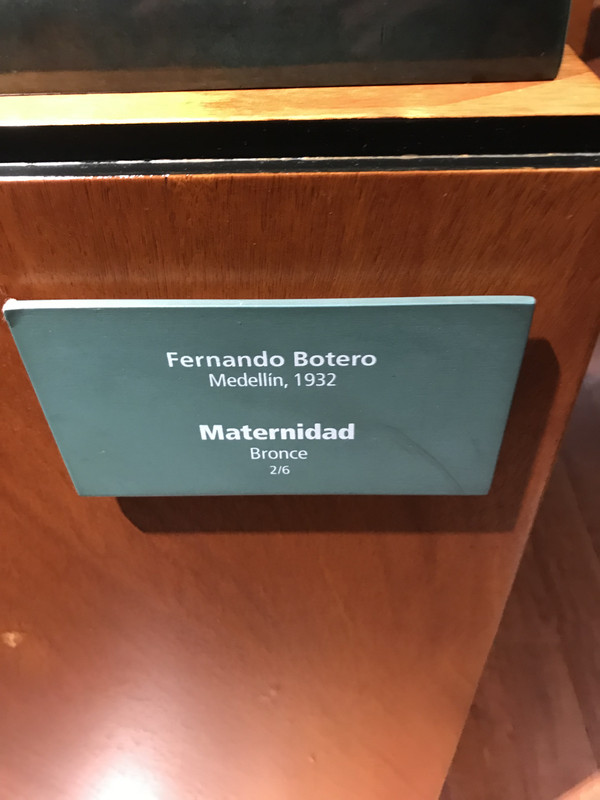 Fernando Botero
Medellín, 1932
Maternidad
Bronce
2/6